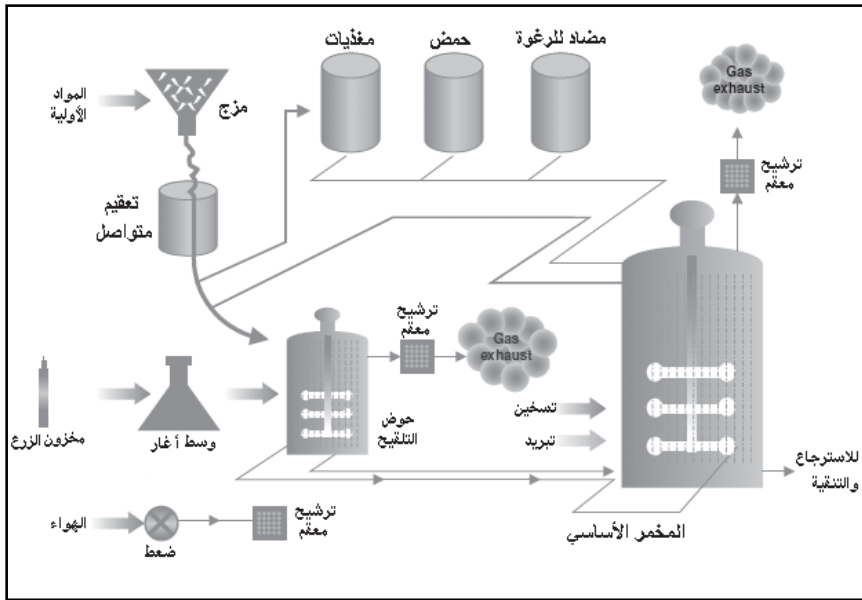 مغذيات
حمض
مضاد للرغوة
Gas
exhaust
المواد
الأولية
مزج
ترشيح
معقم
تعقيم
متواصل
ترشيح
معقم
Gas
exhaust
مخزون الزرع
وسط أغار
حوض
التلقيح
تسخين
تبريد
للاسترجاع
والتنقية
الهواء
ضعط
ترشيح
معقم
المخمر الأساسي